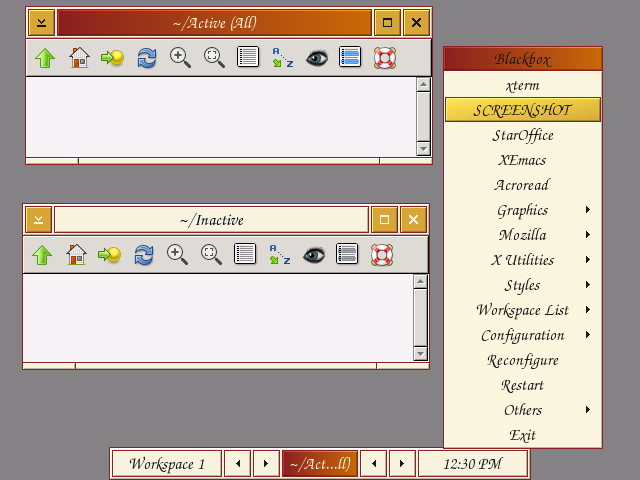 ~/Active (All)
A
Z
~/Inactive
A
Z
Blackbox
xterm
SCREENSHOT
StarOffice
XEmacs
Acroread
Graphics
Mozilla
X Utilities
Styles
Workspace List
Configuration
Reconfigure
Restart
Others
Exit
Workspace 1
~/Act...ll)
12:30 PM